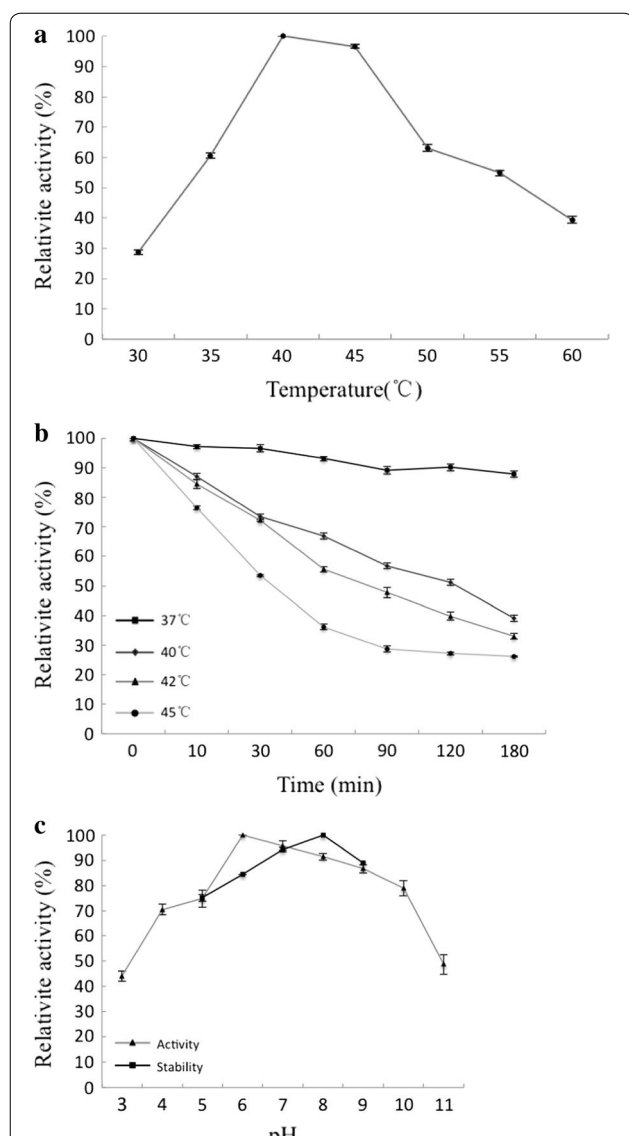 a
Relativite activity (%)
100
90
80
70
60
50
40
30
20
10
0
30 35 40 45 50 55 60
Temperature(℃)
b
Relativite activity (%)
100
90
80
70
60
50
40
30
20
10
0
37℃
40℃
42℃
45℃
0 10 30 60 90 120 180
Time (min)
c
Relativite activity (%)
100
90
80
70
60
50
40
30
20
10
0
Activity
Stability
3 4 5 6 7 8 9 10 11
pH